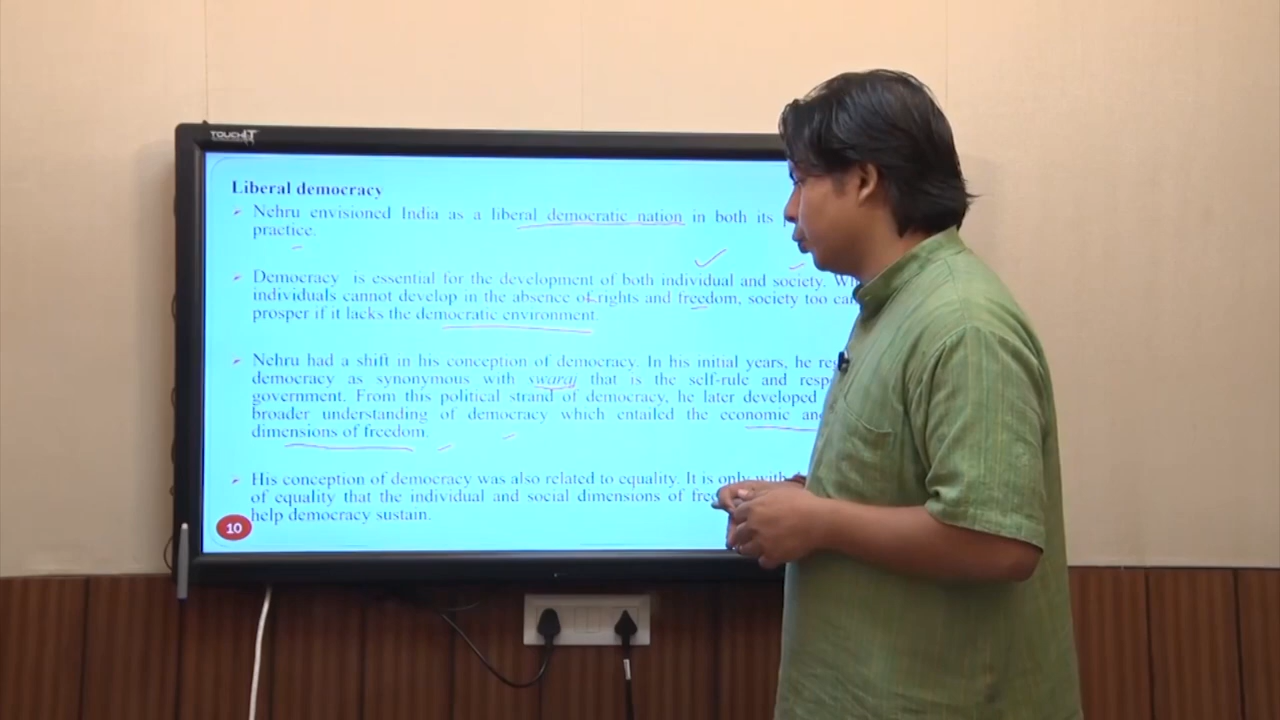 TOUCHIT
Liberal democracy
Nehru envisioned India as a liberal democratic nation in both its
practice.
Democracy is essential for the development of both individual and society.
individuals cannot develop in the absence of rights and freedom, society too
prosper if it lacks the democratic environment.
Nehru had a shift in his conception of democracy. In his initial years, he
democracy as synonymous with swaraj that is the self-rule and
government. From this political strand of democracy, he later developed
broader understanding of democracy which entailed the economic
dimensions of freedom.
His conception of democracy was also related to equality. It is only
of equality that the individual and social dimensions of
help democracy sustain.
10